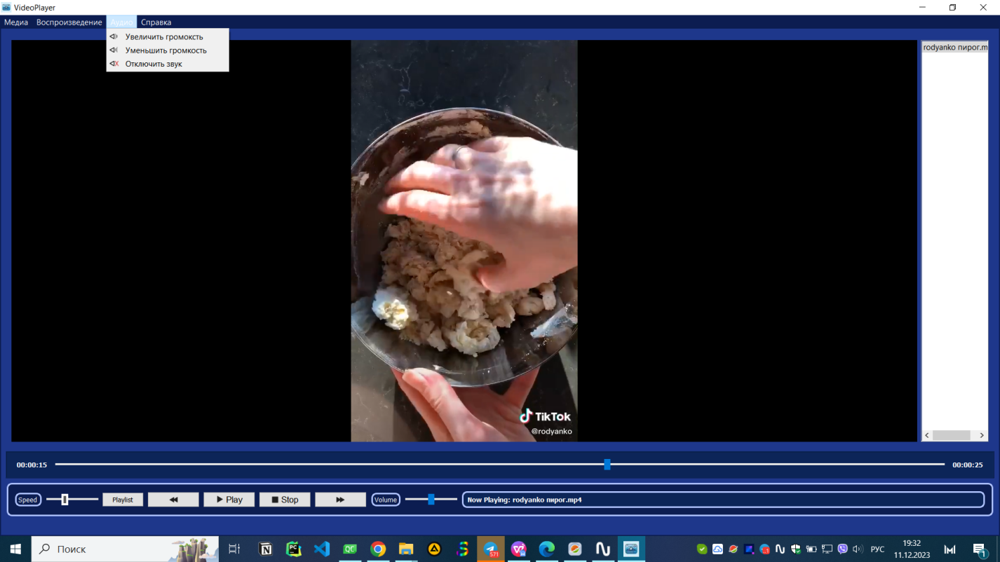 VideoPlayer
Медиа Воспроизведение Аудио Справка
Увеличить громоксть
Уменьшить громкость
Отключить звук
rodyanko пирог.m
TikTok
@rodyanko
00:00:15
00:00:25
Speed
Playlist
Play
Stop
Volume
Now Playing: rodyanko пирог.mp4
Поиск
571
РУС
19:32
11.12.2023
1